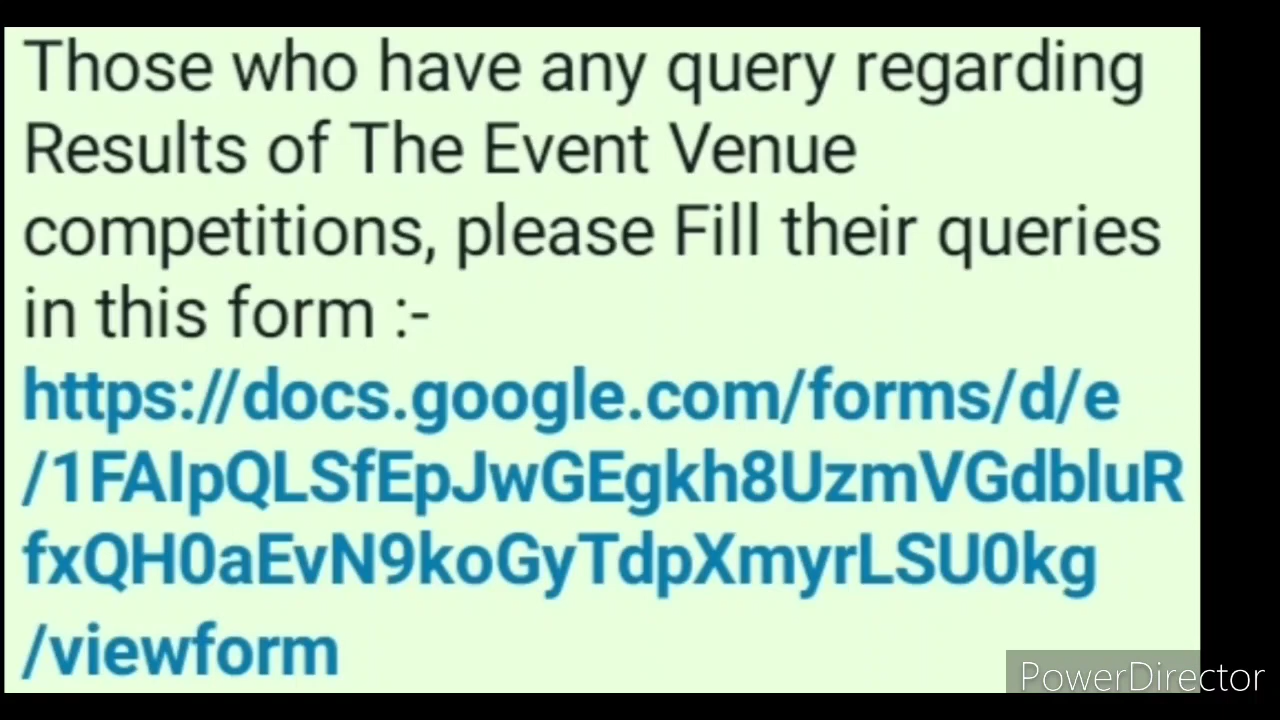 Those who have any query regarding
Results of The Event Venue
competitions, please Fill their queries
in this form :-
https://docs.google.com/forms/d/e
/1FAIpQLSfEpJwGEgkh8UzmVGdbluR
fxQH0aEvN9koGyTdpXmyrLSU0kg
/viewform
PowerDirector